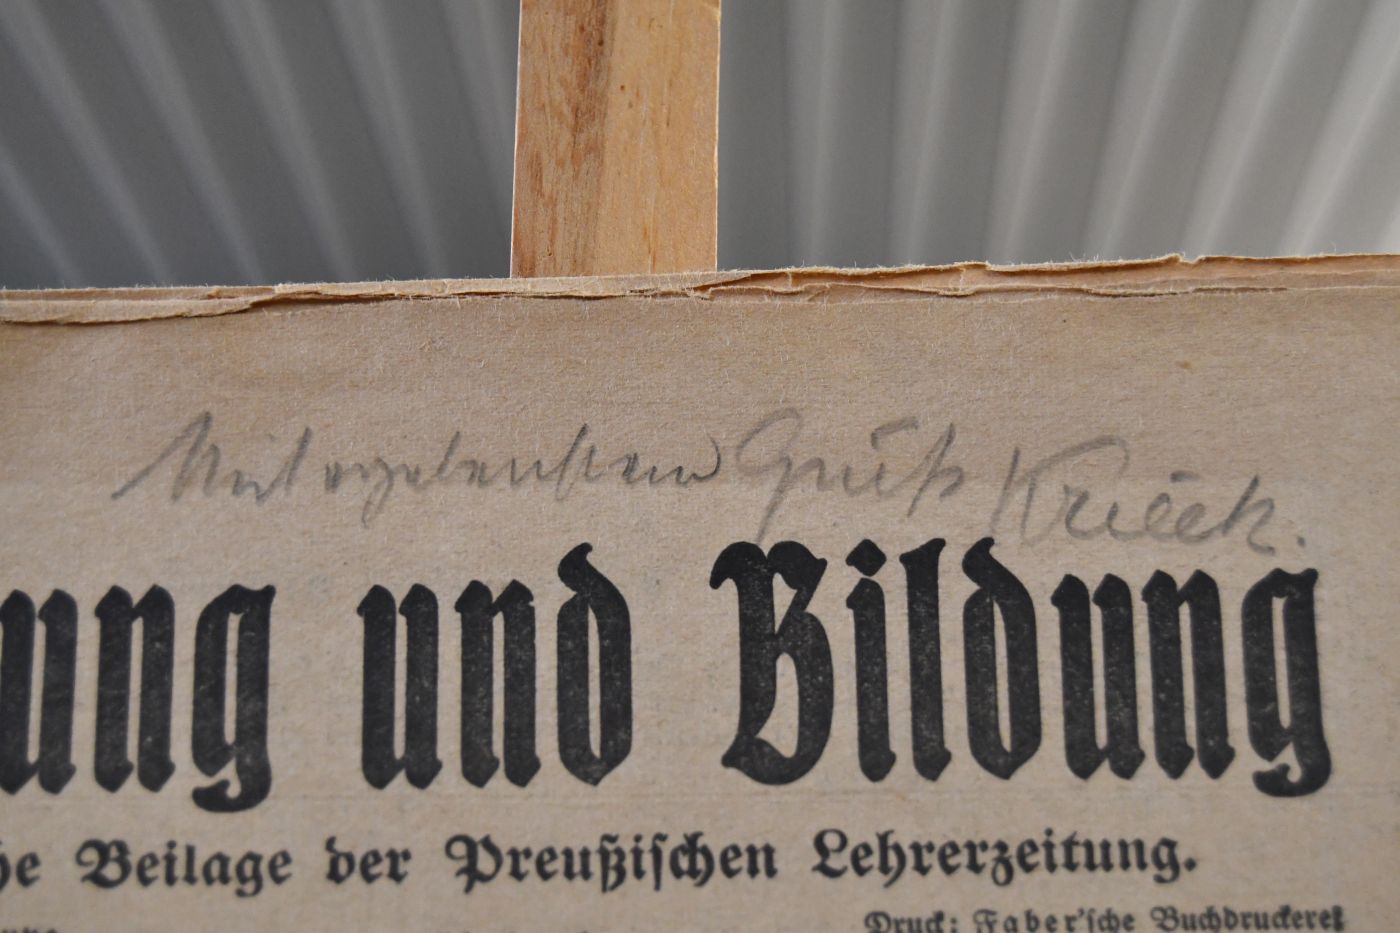 Mit ergebenstem Gruß Krieck.
ung und Bildung
he Beilage der Preußischen Lehrerzeitung.
Druck: Faber'sche Buchdruckerei